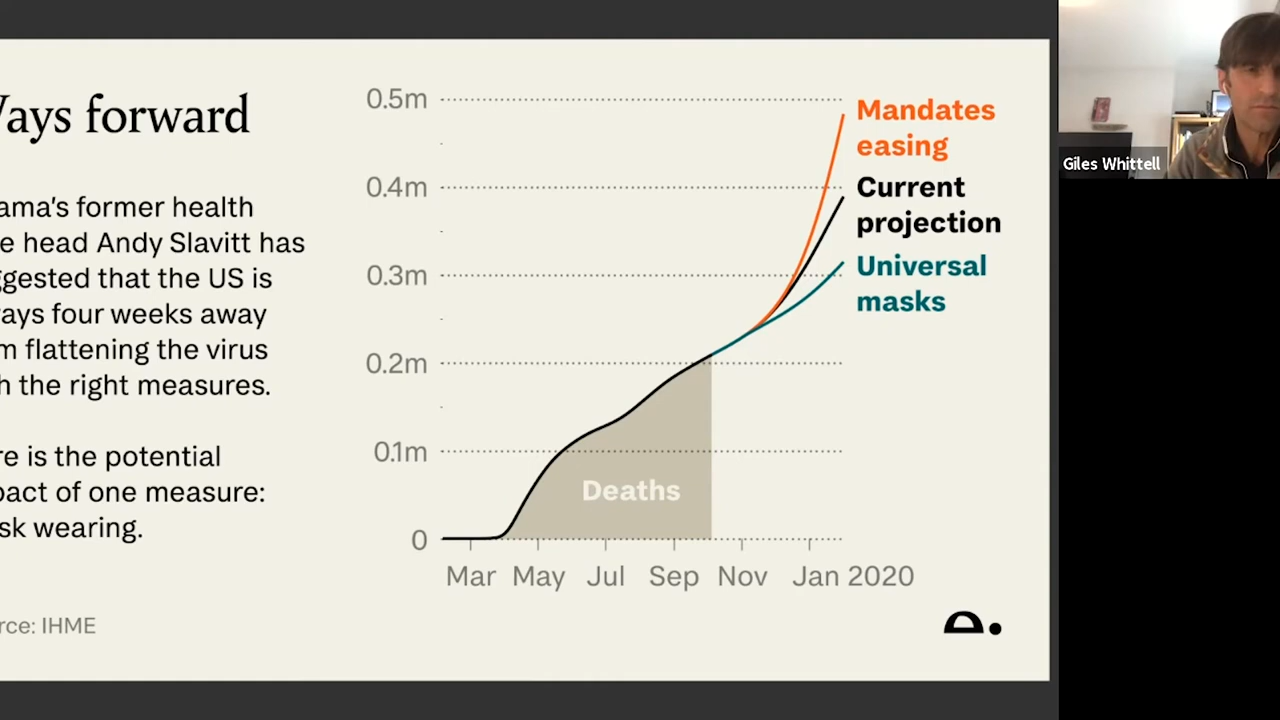 Ways forward
ama's former health
e head Andy Slavitt has
ggested that the US is
ays four weeks away
m flattening the virus
h the right measures.
re is the potential
pact of one measure:
sk wearing.
rce: IHME
0.5m
0.4m
0.3m
0.2m
0.1m
0
Mandates
easing
Current
projection
Universal
masks
Deaths
Mar May Jul Sep Nov Jan 2020
Giles Whittell